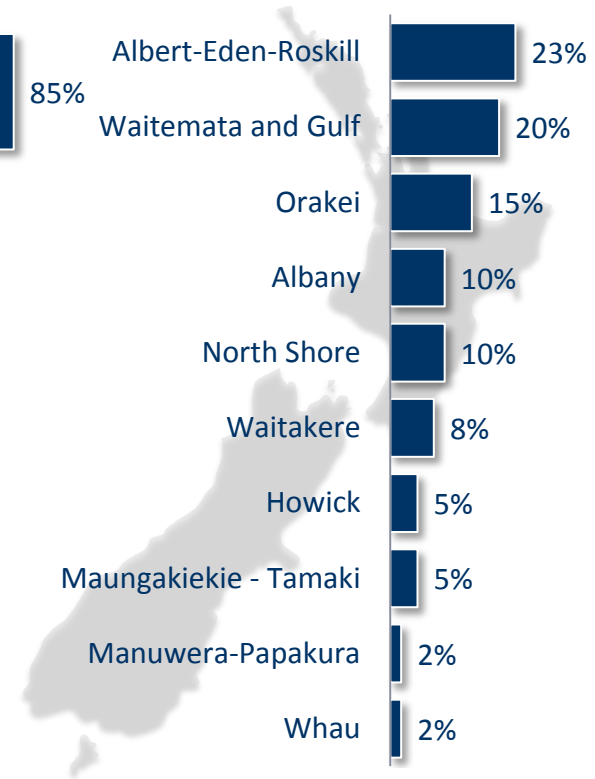 85%
Albert-Eden-Roskill 23%
Waitemata and Gulf 20%
Orakei 15%
Albany 10%
North Shore 10%
Waitakere 8%
Howick 5%
Maungakiekie - Tamaki 5%
Manuwera-Papakura 2%
Whau 2%